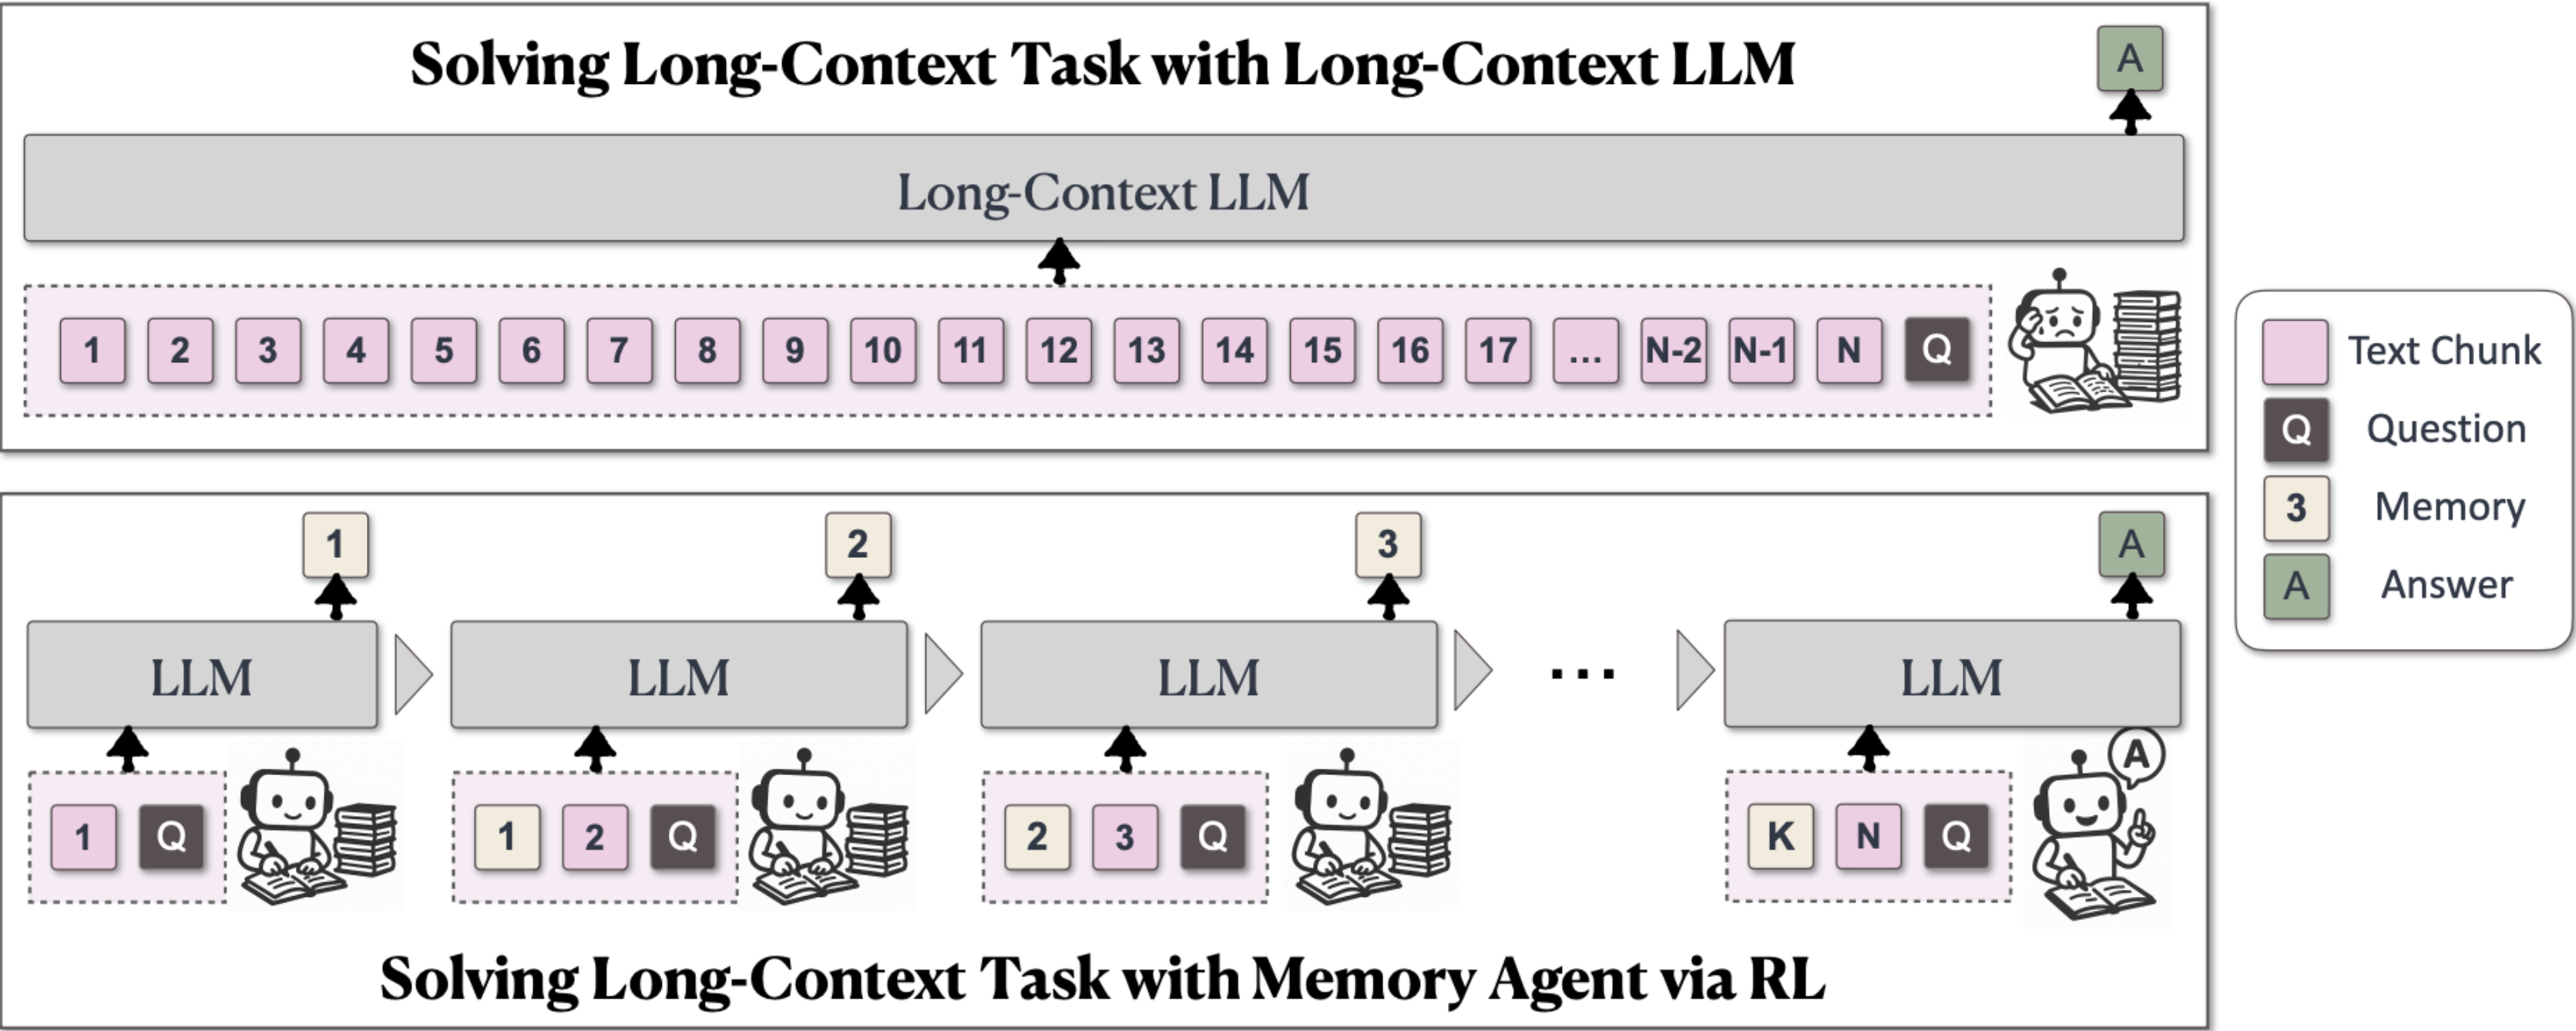 Solving Long-Context Task with Long-Context LLM
A
Long-Context LLM
1 2 3 4 5 6 7 8 9 10 11 12 13 14 15 16 17 ... N-2 N-1 N Q
Text Chunk
Q Question
3 Memory
A Answer
1 2 3 A
LLM LLM LLM ... LLM
A
1 Q 1 2 Q 2 3 Q K N Q
Solving Long-Context Task with Memory Agent via RL